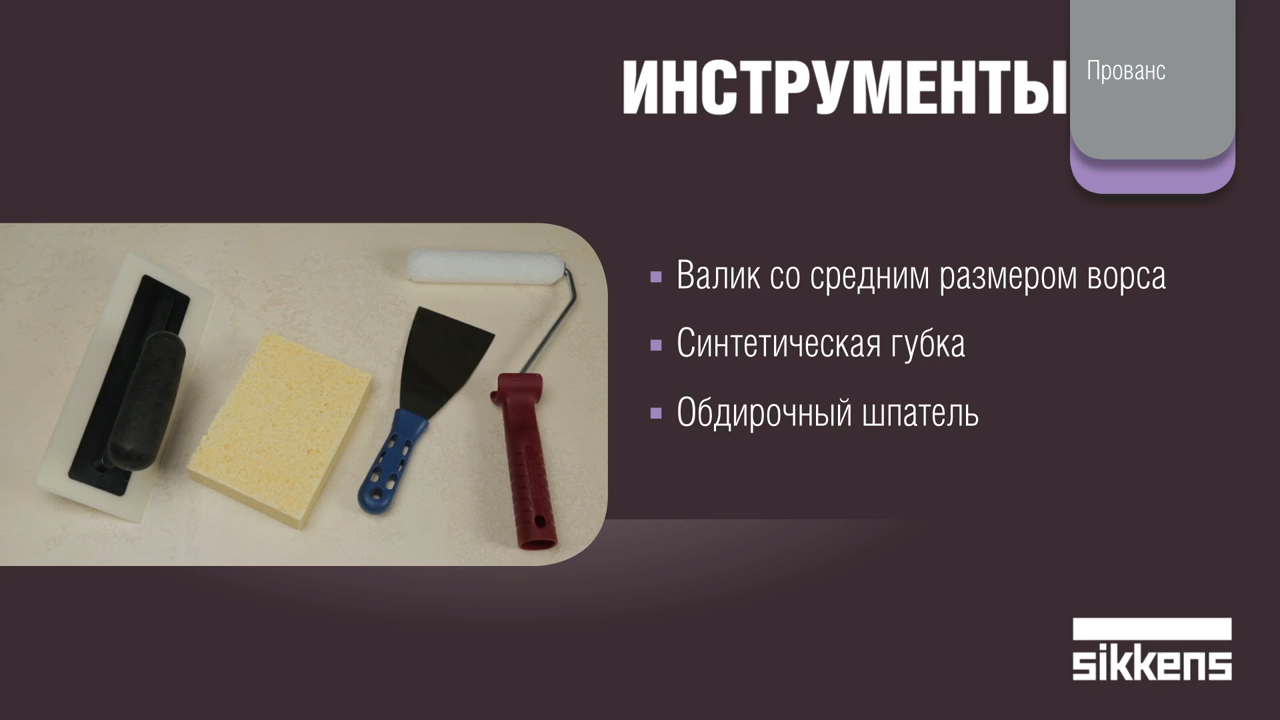 ИНСТРУМЕНТЫ
Прованс
Валик со средним размером ворса
Синтетическая губка
Обдирочный шпатель
sikkens